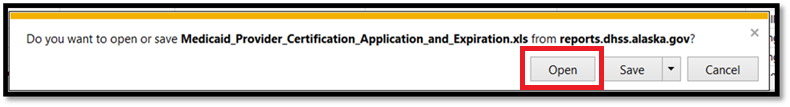 Do you want to open or save Medicaid_Provider_Certification_Application_and_Expiration.xls from reports.dhss.alaska.gov?
Open Save Cancel